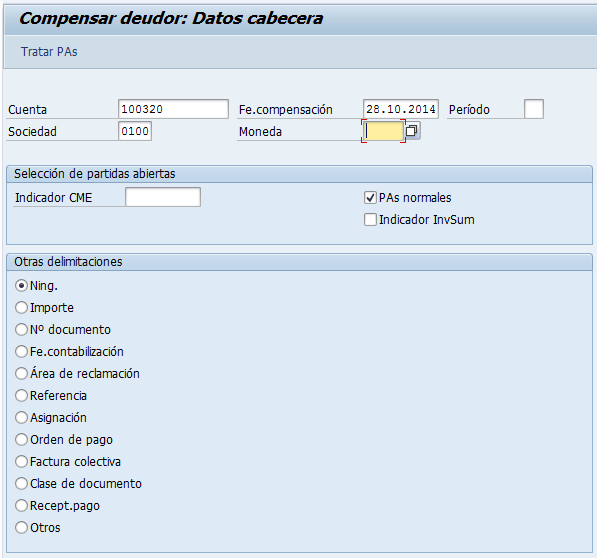 Compensar deudor: Datos cabecera
Tratar PAs
Cuenta 100320 Fe.compensación 28.10.2014 Período
Sociedad 0100 Moneda
Selección de partidas abiertas
Indicador CME PAs normales
Indicador InvSum
Otras delimitaciones
Ning.
Importe
Nº documento
Fe.contabilización
Área de reclamación
Referencia
Asignación
Orden de pago
Factura colectiva
Clase de documento
Recept.pago
Otros